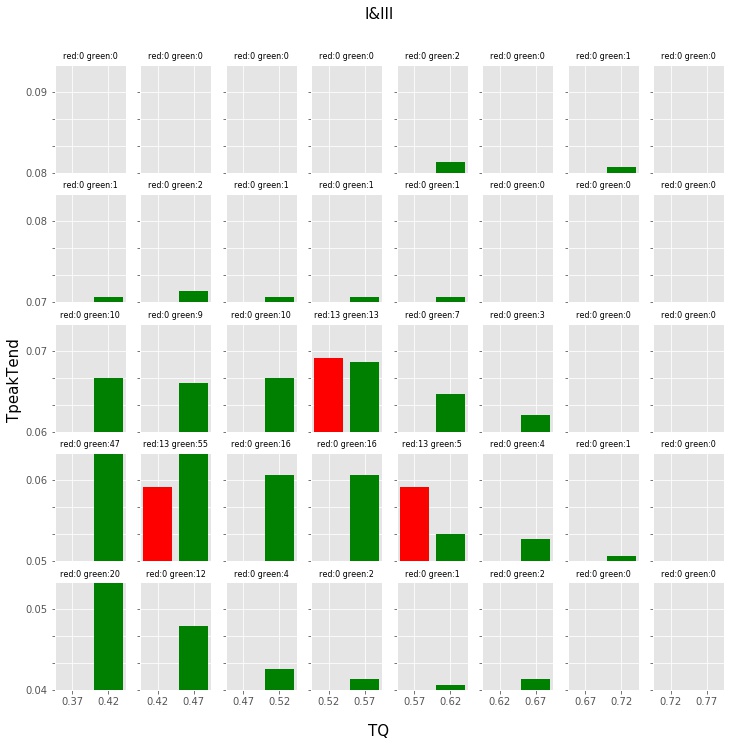 I&III
red:0 green:0 red:0 green:0 red:0 green:0 red:0 green:0 red:0 green:2 red:0 green:0 red:0 green:1 red:0 green:0
0.09
0.08
red:0 green:1 red:0 green:2 red:0 green:1 red:0 green:1 red:0 green:1 red:0 green:0 red:0 green:0 red:0 green:0
0.08
0.07
red:0 green:10 red:0 green:9 red:0 green:10 red:13 green:13 red:0 green:7 red:0 green:3 red:0 green:0 red:0 green:0
0.07
TpeakTend
0.06
red:0 green:47 red:13 green:55 red:0 green:16 red:0 green:16 red:13 green:5 red:0 green:4 red:0 green:1 red:0 green:0
0.06
0.05
red:0 green:20 red:0 green:12 red:0 green:4 red:0 green:2 red:0 green:1 red:0 green:2 red:0 green:0 red:0 green:0
0.05
0.04
0.37 0.42 0.42 0.47 0.47 0.52 0.52 0.57 0.57 0.62 0.62 0.67 0.67 0.72 0.72 0.77
TQ